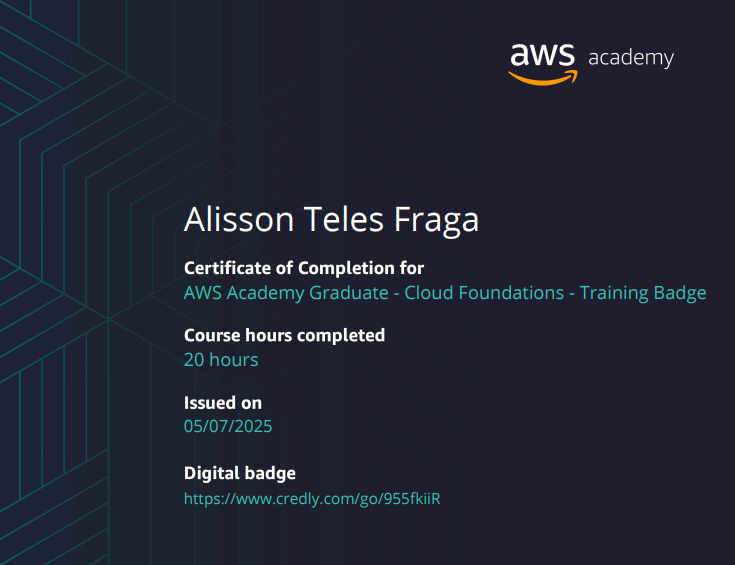 aws academy
Alisson Teles Fraga
Certificate of Completion for
AWS Academy Graduate - Cloud Foundations - Training Badge
Course hours completed
20 hours
Issued on
05/07/2025
Digital badge
https://www.credly.com/go/955fkiiR